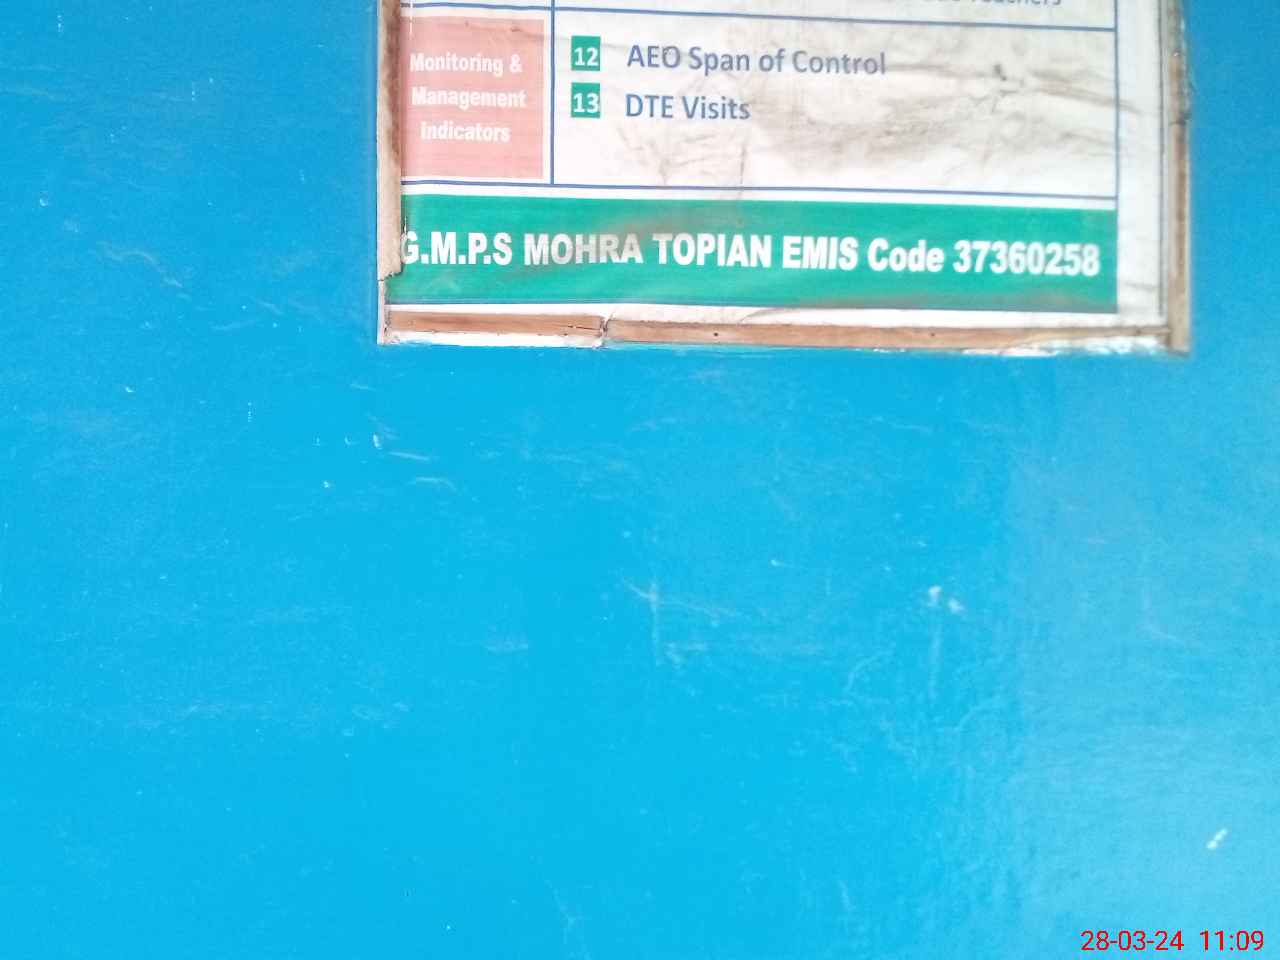 Teachers
Monitoring &
Management
Indicators
12 AEO Span of Control
13 DTE Visits
G.M.P.S MOHRA TOPIAN EMIS Code 37360258
28-03-24 11:09